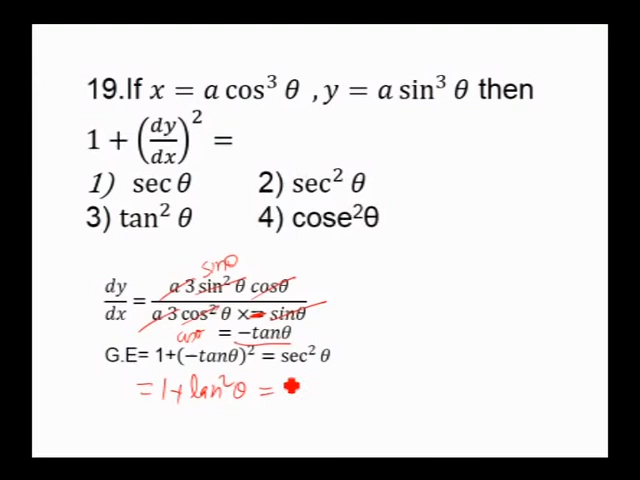 19.If x = a cos³ θ , y = a sin³ θ then
1 + (dy/dx)² =
1) sec θ 2) sec² θ
3) tan² θ 4) cose²θ
sinθ
dy/dx = a 3 sin² θ cosθ / a 3 cos² θ x− sinθ
cosθ = −tanθ
G.E= 1+(−tanθ)² = sec² θ
= 1+ tan²θ =